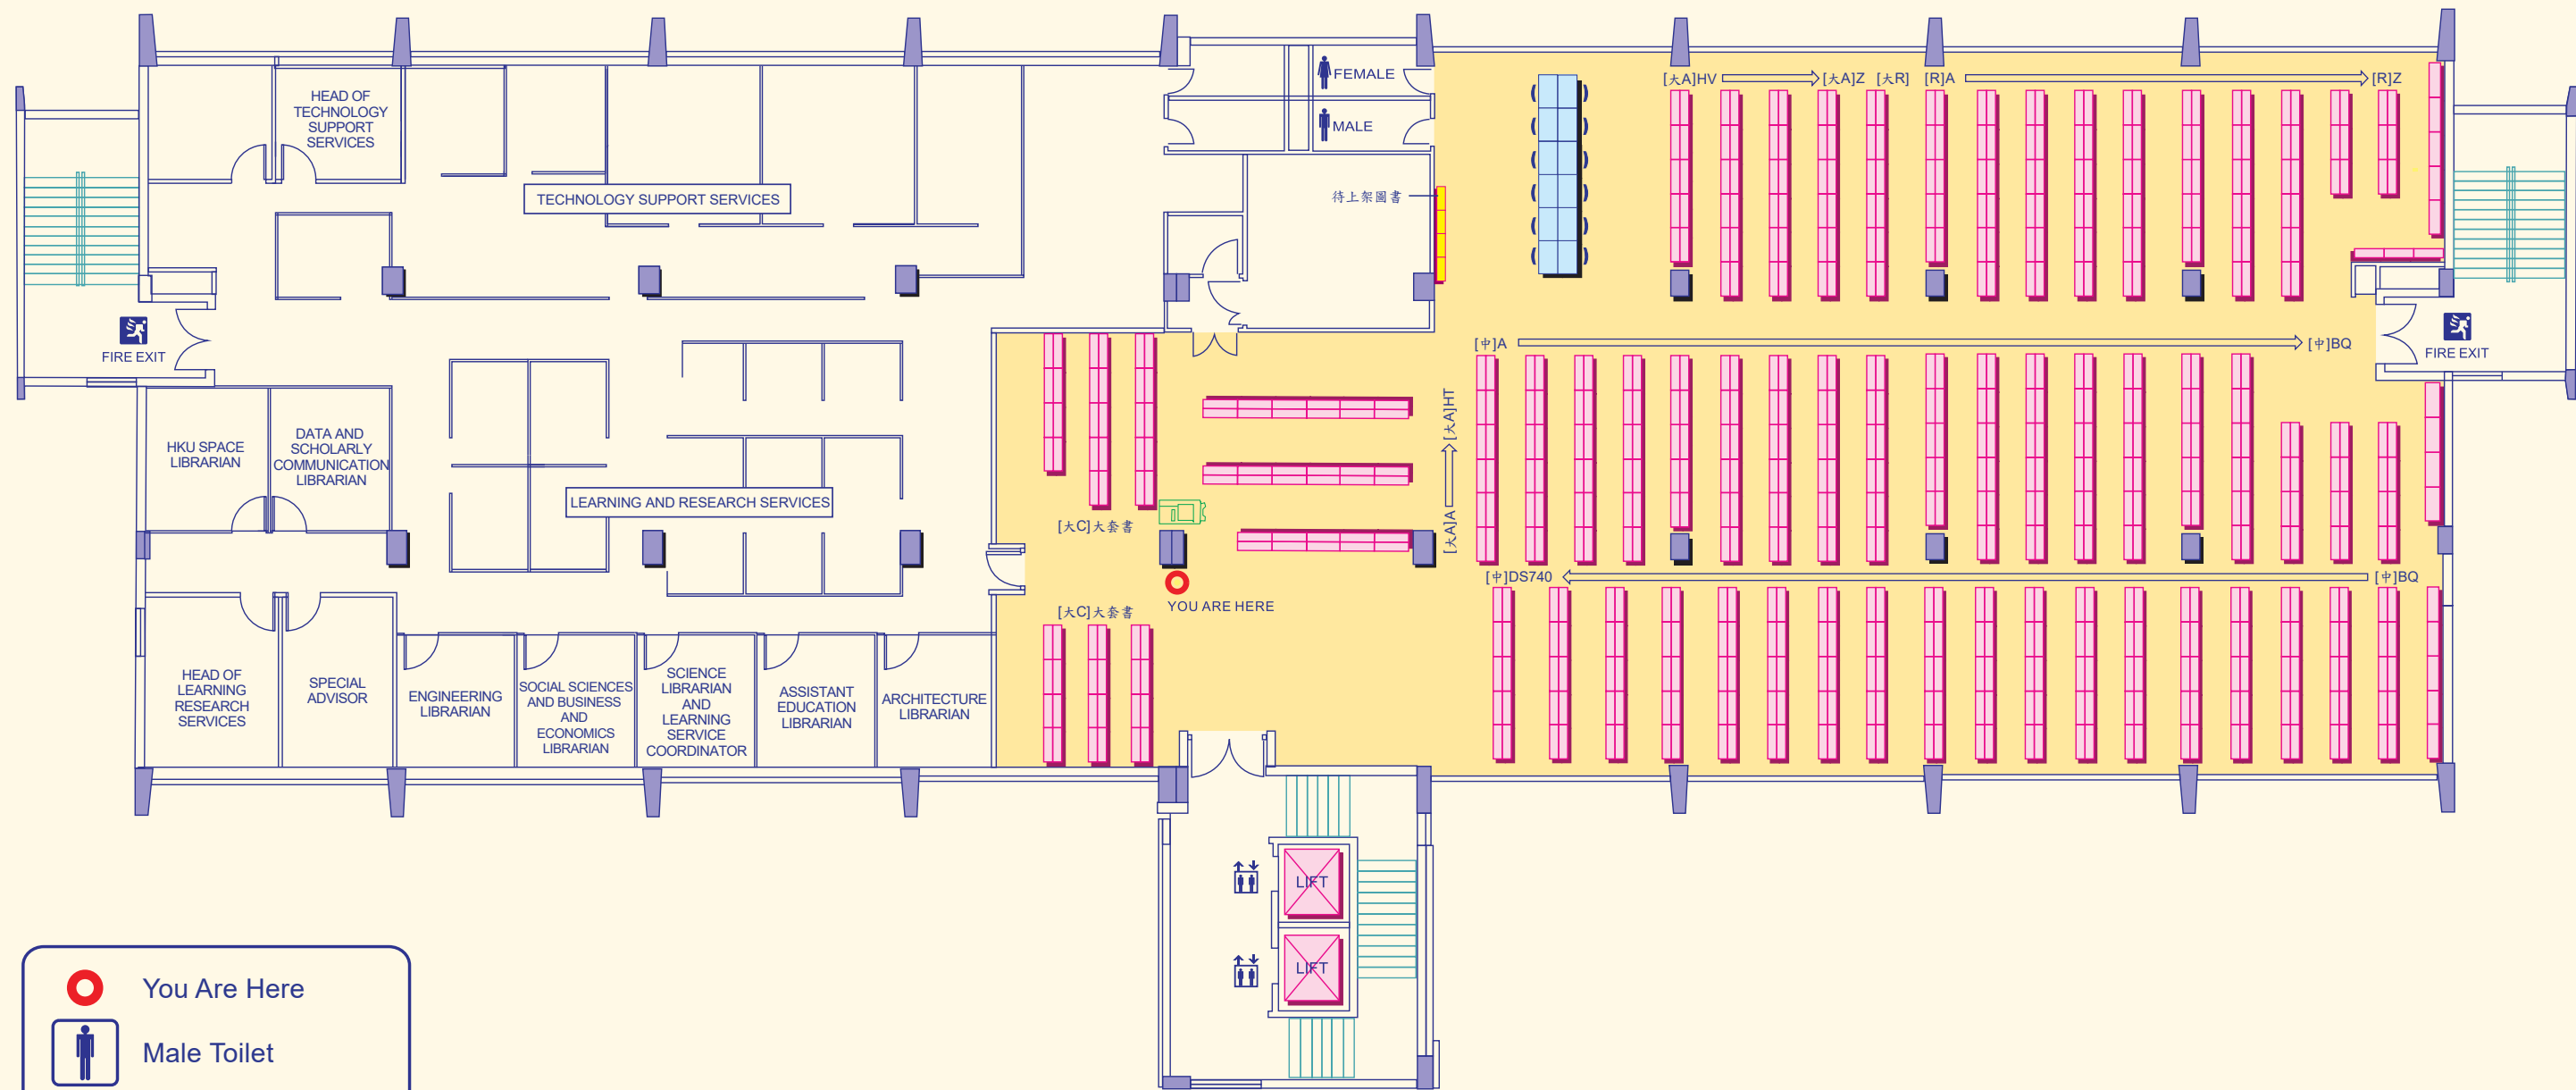 HEAD OF
TECHNOLOGY
SUPPORT
SERVICES
TECHNOLOGY SUPPORT SERVICES
FEMALE
MALE
待上架圖書
[大A]HV
[大A]Z
[大R]
[R]A
[R]Z
FIRE EXIT
FIRE EXIT
[中]A
[中]BQ
[大A]HT
[大A]A
HKU SPACE
LIBRARIAN
DATA AND
SCHOLARLY
COMMUNICATION
LIBRARIAN
LEARNING AND RESEARCH SERVICES
[大C]大套書
[中]DS740
[中]BQ
YOU ARE HERE
[大C]大套書
HEAD OF
LEARNING
RESEARCH
SERVICES
SPECIAL
ADVISOR
ENGINEERING
LIBRARIAN
SOCIAL SCIENCES
AND BUSINESS
AND
ECONOMICS
LIBRARIAN
SCIENCE
LIBRARIAN
AND
LEARNING
SERVICE
COORDINATOR
ASSISTANT
EDUCATION
LIBRARIAN
ARCHITECTURE
LIBRARIAN
LIFT
LIFT
You Are Here
Male Toilet